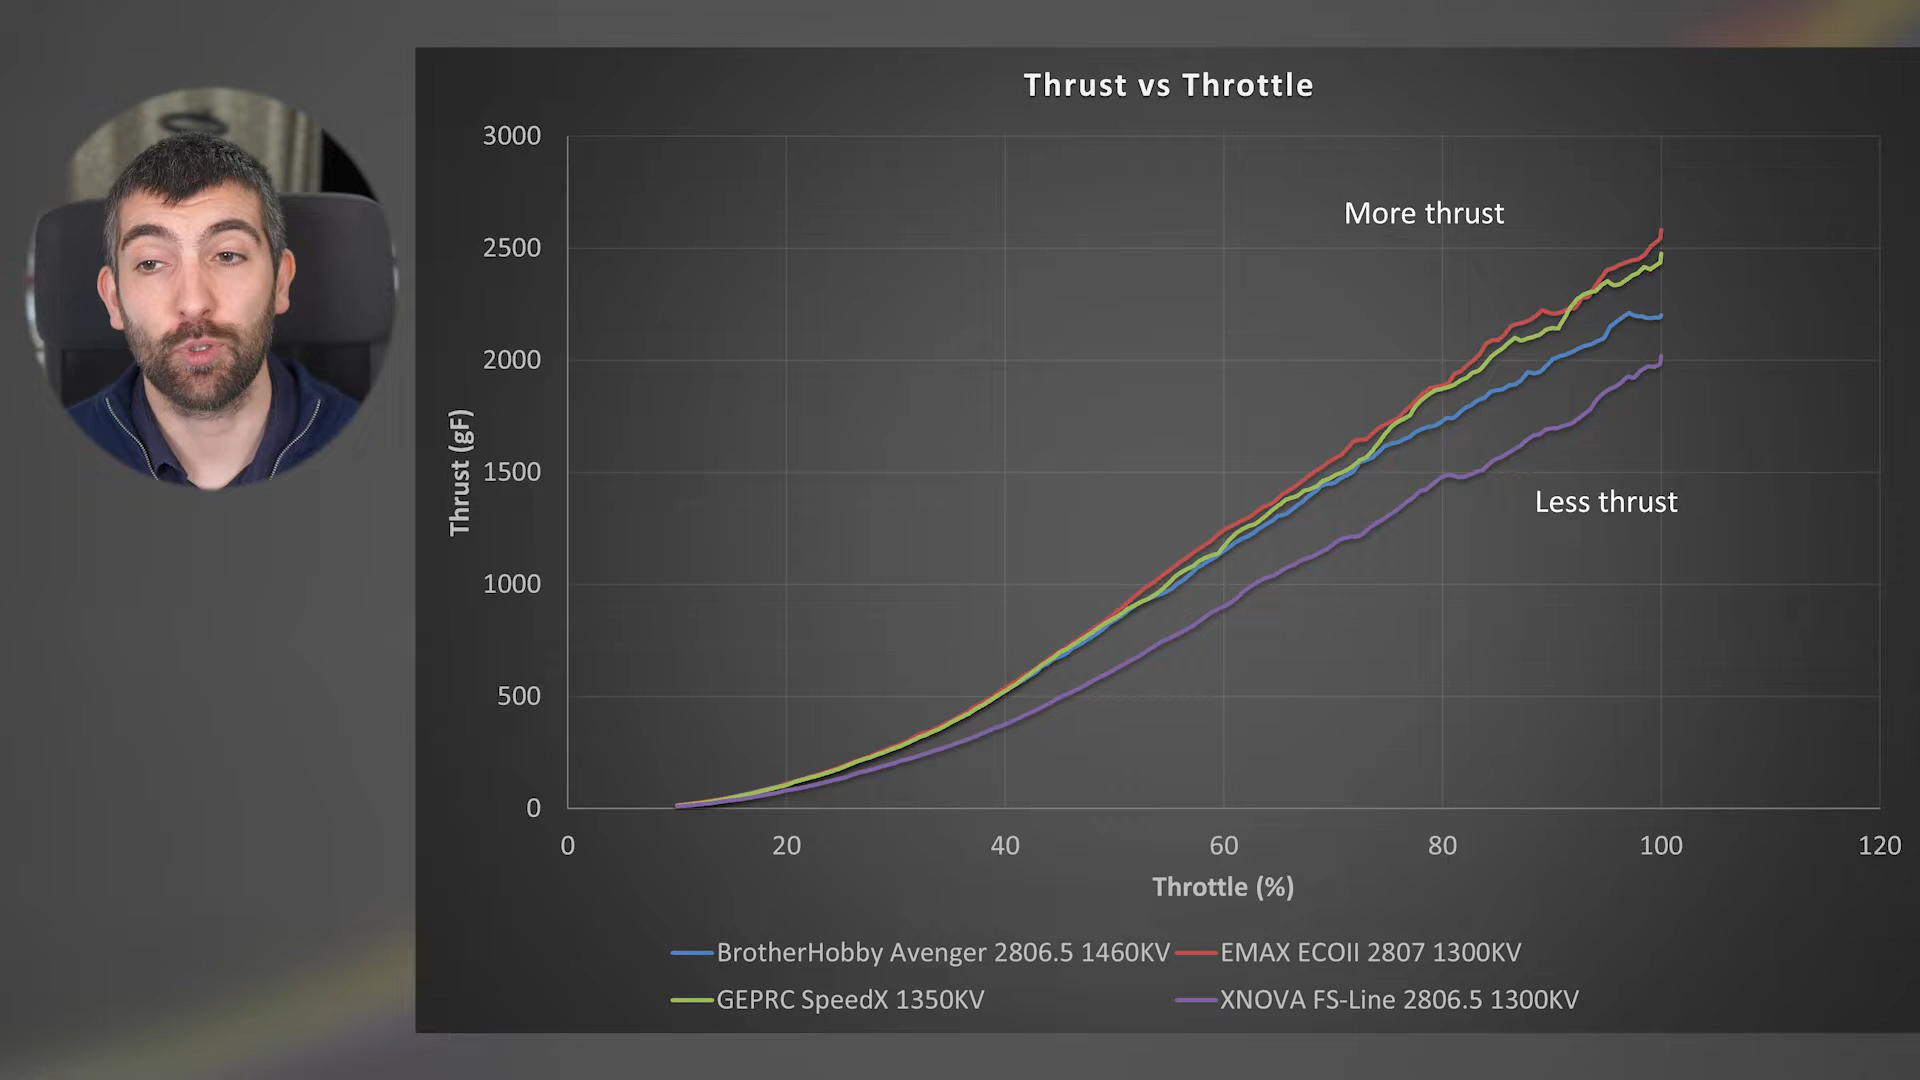 Thrust vs Throttle
3000
More thrust
2500
2000
Thrust (gF)
1500
Less thrust
1000
500
0
0 20 40 60 80 100 120
Throttle (%)
BrotherHobby Avenger 2806.5 1460KV EMAX ECOII 2807 1300KV
GEPRC SpeedX 1350KV XNOVA FS-Line 2806.5 1300KV